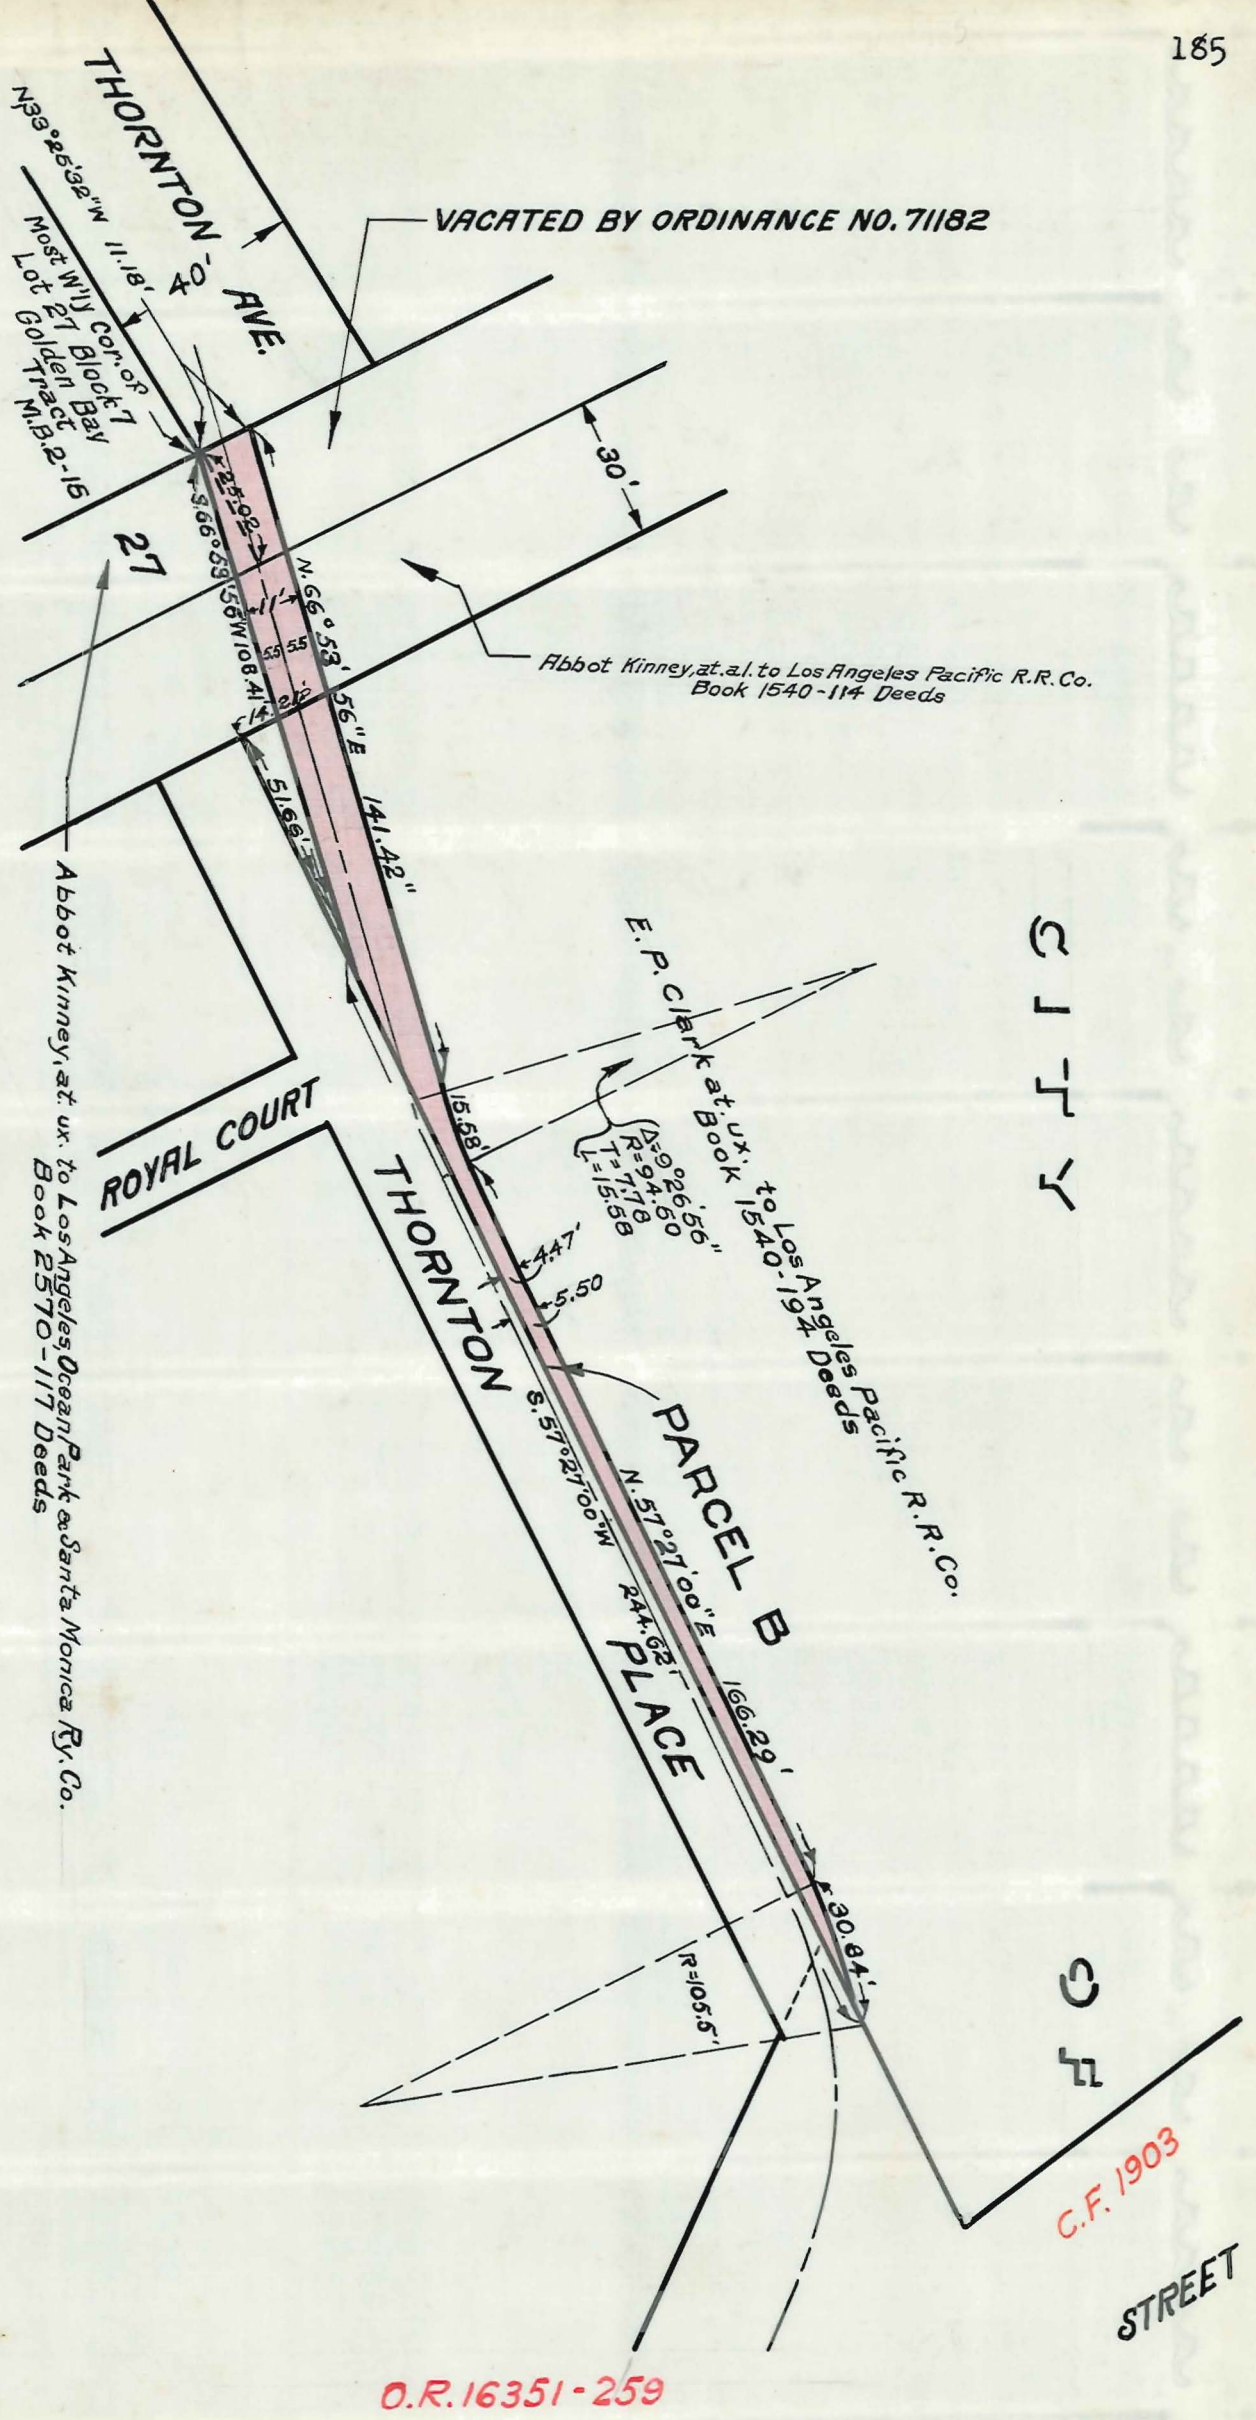 185
THORNTON AVE.
40'
N33°25'32"W 11.18'
Most W'ly Cor. of
Lot 27 Block 7
Golden Bay
Tract
M.B. 2-15
VACATED BY ORDINANCE NO. 71182
30'
27
25.02
S.66°53'56"W 108.41'
11'
5.5 5.5
N.66°53'56"E 141.42"
51.66'
Abbot Kinney, at.al. to Los Angeles Pacific R.R. Co.
Book 1540-114 Deeds
Abbot Kinney, at. ux. to Los Angeles, Ocean Park & Santa Monica Ry. Co.
Book 2570-117 Deeds
E. P. Clark at. ux. to Los Angeles Pacific R.R. Co.
Book 1540-194 Deeds
CITY
OF
15.58'
Δ=9°26'56"
R=94.50
T=7.78
L=15.58
ROYAL COURT
THORNTON PLACE
4.47'
5.50
PARCEL B
S.57°27'00"W 244.62'
N.57°27'00"E 166.29'
30.84'
R=105.5'
C.F. 1903
STREET
O.R. 16351-259